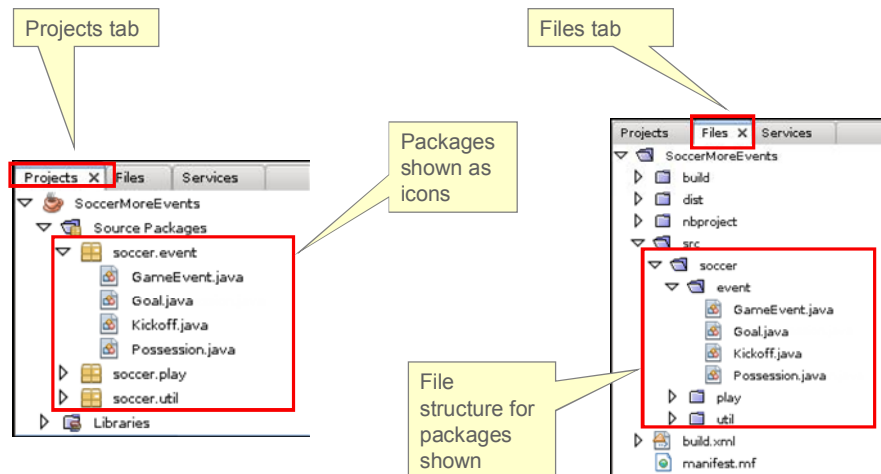 Projects tab
Files tab
Packages
shown as
icons
Projects X Files Services
SoccerMoreEvents
Source Packages
soccer.event
GameEvent.java
Goal.java
Kickoff.java
Possession.java
soccer.play
soccer.util
Libraries
Projects Files X Services
SoccerMoreEvents
build
dist
nbproject
src
soccer
event
GameEvent.java
Goal.java
Kickoff.java
Possession.java
play
util
build.xml
manifest.mf
File
structure for
packages
shown